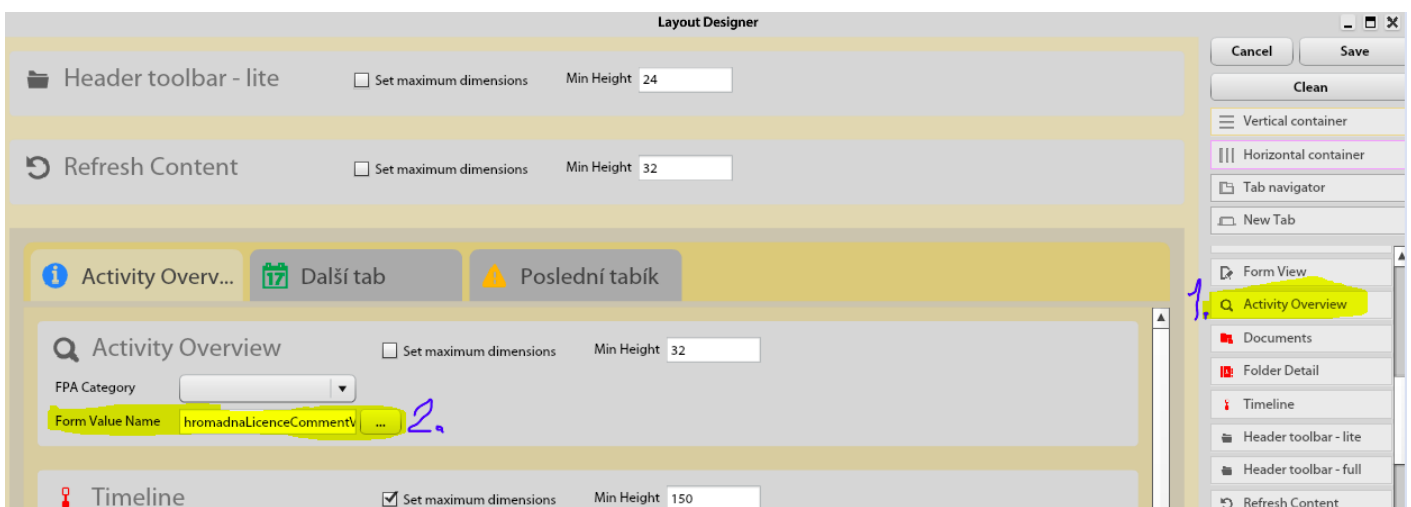 Layout Designer
Cancel
Save
Clean
Header toolbar - lite
Set maximum dimensions
Min Height 24
Refresh Content
Set maximum dimensions
Min Height 32
Activity Overv...
17 Další tab
Poslední tabík
Activity Overview
Set maximum dimensions
Min Height 32
FPA Category
Form Value Name hromadnaLicenceCommentV ...
2.
Timeline
Set maximum dimensions
Min Height 150
Vertical container
Horizontal container
Tab navigator
New Tab
Form View
1.
Activity Overview
Documents
Folder Detail
Timeline
Header toolbar - lite
Header toolbar - full
Refresh Content